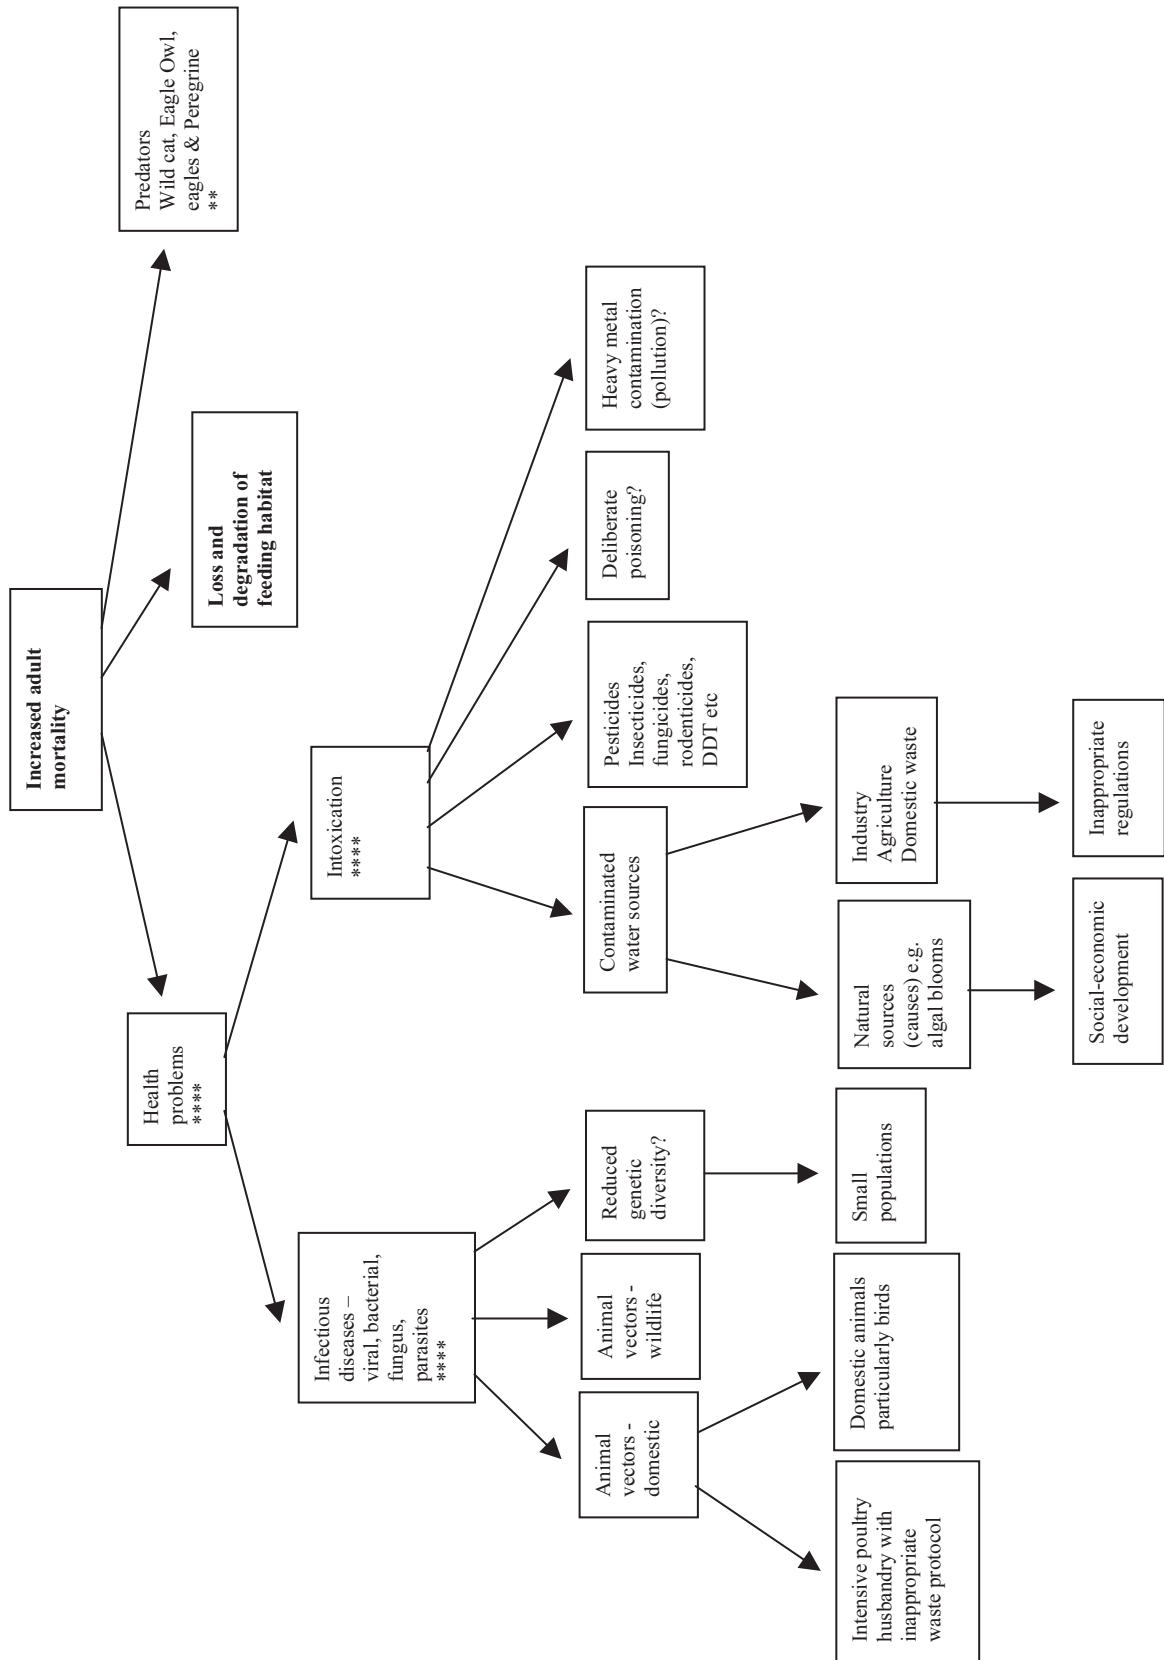 Increased adult
mortality
Health
problems
****
Loss and
degradation of
feeding habitat
Predators
Wild cat, Eagle Owl,
eagles & Peregrine
**
Infectious
diseases –
viral, bacterial,
fungus,
parasites
****
Intoxication
****
Animal
vectors -
domestic
Animal
vectors -
wildlife
Reduced
genetic
diversity?
Contaminated
water sources
Pesticides
Insecticides,
fungicides,
rodenticides,
DDT etc
Deliberate
poisoning?
Heavy metal
contamination
(pollution)?
Intensive poultry
husbandry with
inappropriate
waste protocol
Domestic animals
particularly birds
Small
populations
Natural
sources
(causes) e.g.
algal blooms
Industry
Agriculture
Domestic waste
Social-economic
development
Inappropriate
regulations